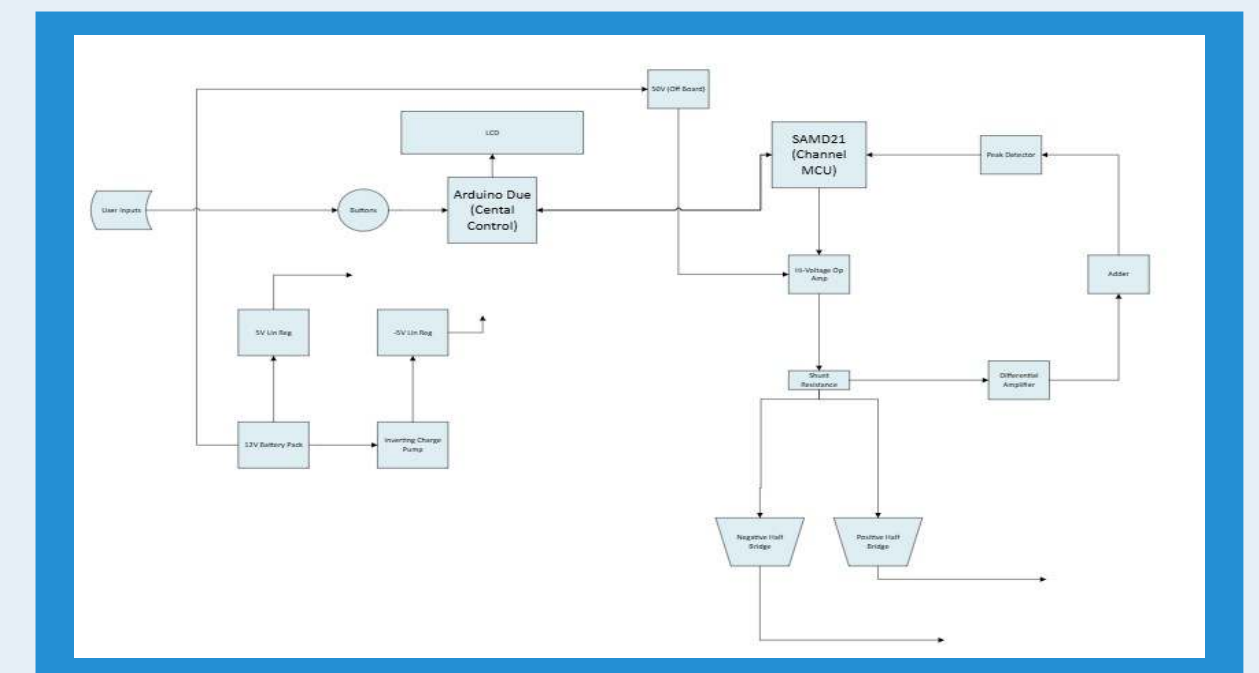 50V (Off Board)
LCD
SAMD21
(Channel
MCU)
Peak Detector
User Inputs
Buttons
Arduino Due
(Cental
Control)
Hi-Voltage Op
Amp
Adder
5V Lin Reg
-5V Lin Reg
Shunt
Resistance
Differential
Amplifier
12V Battery Pack
Inverting Charge
Pump
Negative Half
Bridge
Positive Half
Bridge